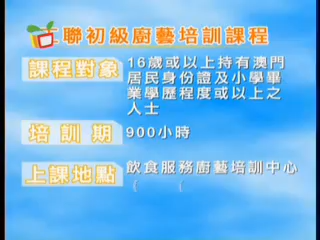 工聯初級廚藝培訓課程
課程對象
16歲或以上持有澳門
居民身份證及小學畢
業學歷程度或以上之
人士
培訓期
900小時
上課地點
飲食服務廚藝培訓中心
(        (